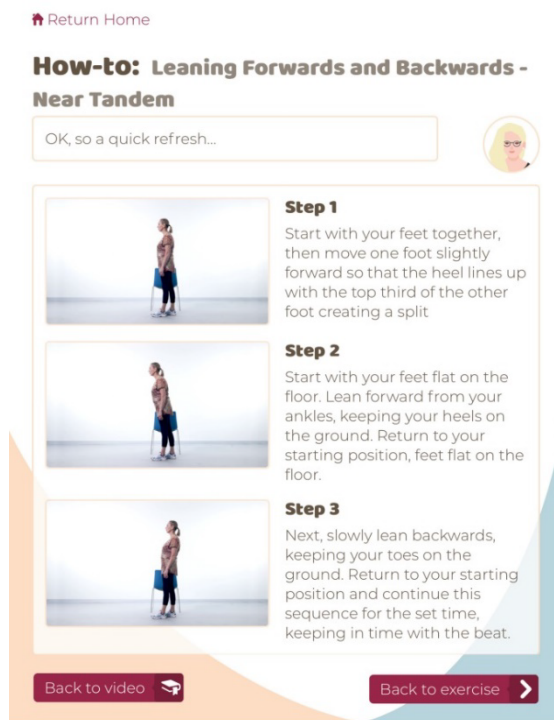 Return Home
How-to: Leaning Forwards and Backwards -
Near Tandem
OK, so a quick refresh...
Step 1
Start with your feet together,
then move one foot slightly
forward so that the heel lines up
with the top third of the other
foot creating a split
Step 2
Start with your feet flat on the
floor. Lean forward from your
ankles, keeping your heels on
the ground. Return to your
starting position, feet flat on the
floor.
Step 3
Next, slowly lean backwards,
keeping your toes on the
ground. Return to your starting
position and continue this
sequence for the set time,
keeping in time with the beat.
Back to video
Back to exercise